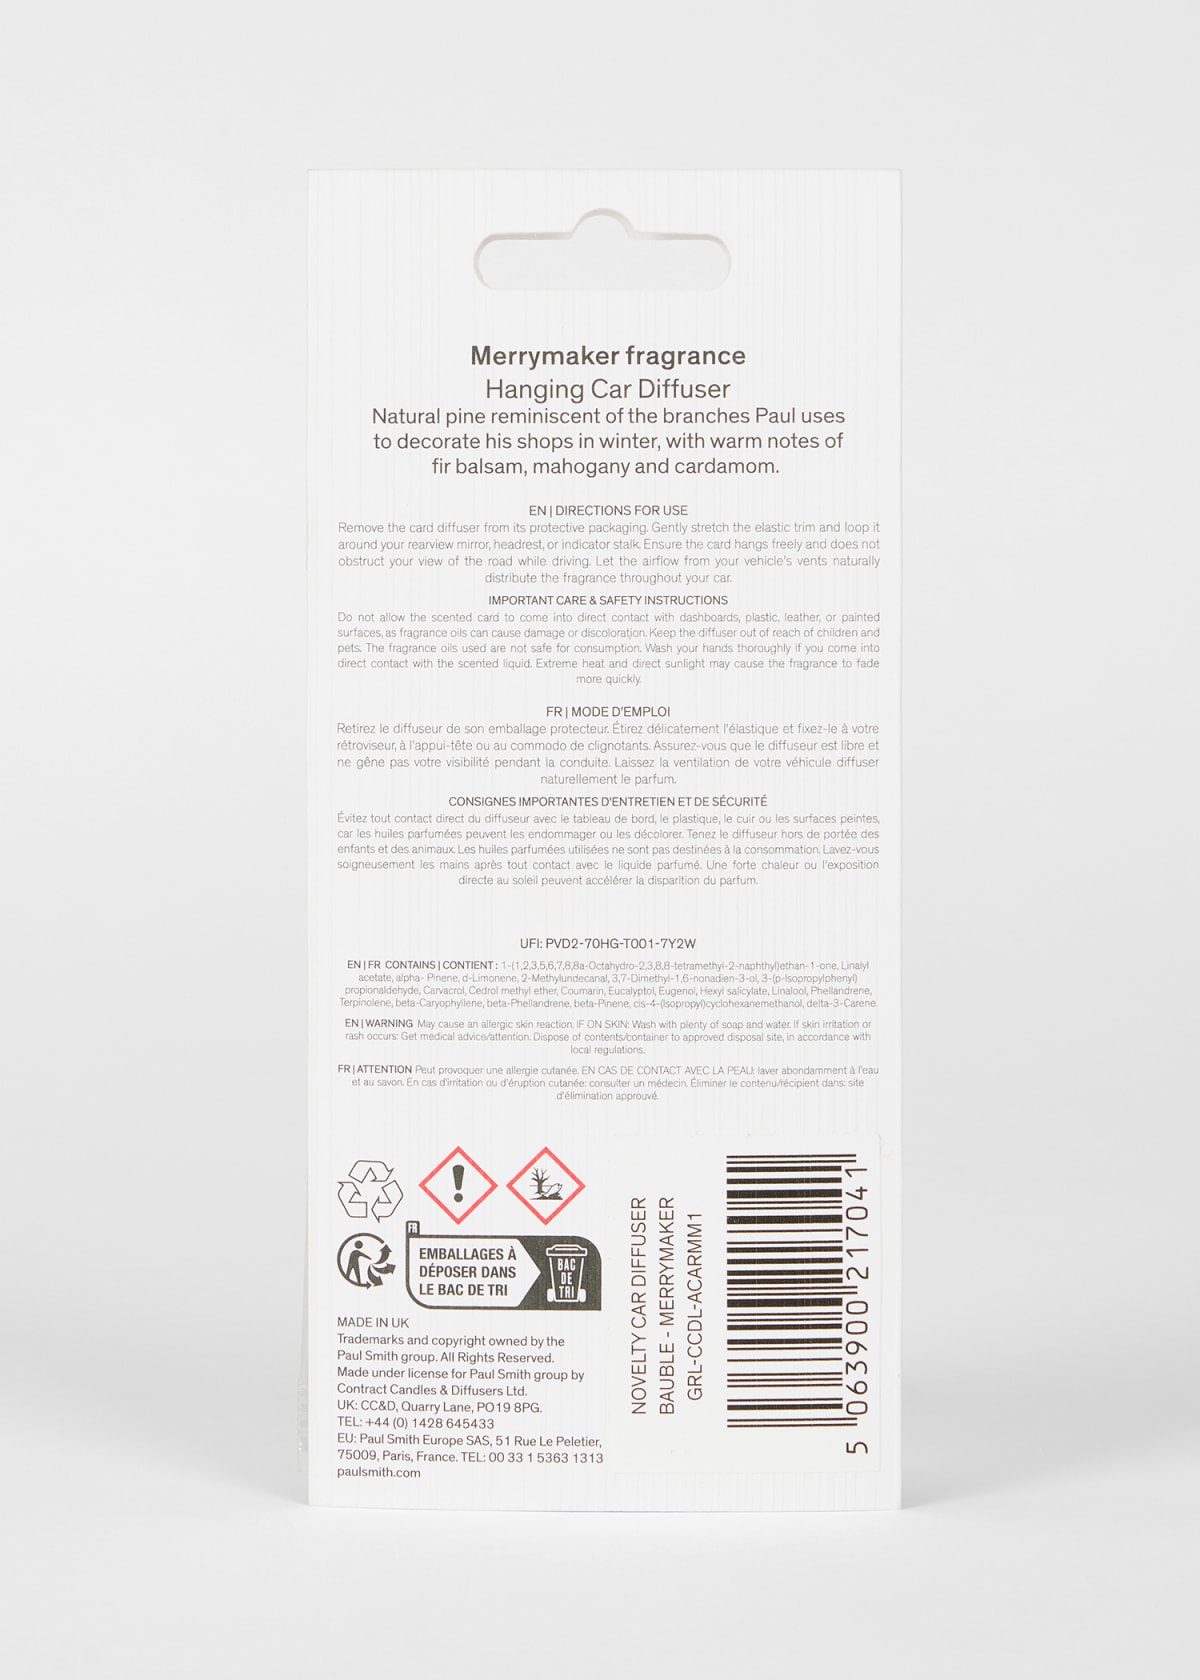 Merrymaker fragrance
Hanging Car Diffuser
Natural pine reminiscent of the branches Paul uses
to decorate his shops in winter, with warm notes of
fir balsam, mahogany and cardamom.
EN | DIRECTIONS FOR USE
Remove the card diffuser from its protective packaging. Gently stretch the elastic trim and loop it
around your rearview mirror, headrest, or indicator stalk. Ensure the card hangs freely and does not
obstruct your view of the road while driving. Let the airflow from your vehicle's vents naturally
distribute the fragrance throughout your car.
IMPORTANT CARE & SAFETY INSTRUCTIONS
Do not allow the scented card to come into direct contact with dashboards, plastic, leather, or painted
surfaces, as fragrance oils can cause damage or discoloration. Keep the diffuser out of reach of children and
pets. The fragrance oils used are not safe for consumption. Wash your hands thoroughly if you come into
direct contact with the scented liquid. Extreme heat and direct sunlight may cause the fragrance to fade
more quickly.
FR | MODE D'EMPLOI
Retirez le diffuseur de son emballage protecteur. Étirez délicatement l'élastique et fixez-le à votre
rétroviseur, à l'appui-tête ou au commodo de clignotants. Assurez-vous que le diffuseur est libre et
ne gêne pas votre visibilité pendant la conduite. Laissez la ventilation de votre véhicule diffuser
naturellement le parfum.
CONSIGNES IMPORTANTES D'ENTRETIEN ET DE SÉCURITÉ
Évitez tout contact direct du diffuseur avec le tableau de bord, le plastique, le cuir ou les surfaces peintes,
car les huiles parfumées peuvent les endommager ou les décolorer. Tenez le diffuseur hors de portée des
enfants et des animaux. Les huiles parfumées utilisées ne sont pas destinées à la consommation. Lavez-vous
soigneusement les mains après tout contact avec le liquide parfumé. Une forte chaleur ou l'exposition
directe au soleil peuvent accélérer la disparition du parfum.
UFI: PVD2-70HG-T001-7Y2W
EN | FR CONTAINS | CONTIENT : 1-(1,2,3,5,6,7,8,8a-Octahydro-2,3,8,8-tetramethyl-2-naphthyl)ethan-1-one, Linalyl
acetate, alpha- Pinene, d-Limonene, 2-Methylundecanal, 3,7-Dimethyl-1,6-nonadien-3-ol, 3-(p-Isopropylphenyl)
propionaldehyde, Carvacrol, Cedrol methyl ether, Coumarin, Eucalyptol, Eugenol, Hexyl salicylate, Linalool, Phellandrene,
Terpinolene, beta-Caryophyllene, beta-Phellandrene, beta-Pinene, cis-4-(Isopropyl)cyclohexanemethanol, delta-3-Carene.
EN | WARNING May cause an allergic skin reaction. IF ON SKIN: Wash with plenty of soap and water. If skin irritation or
rash occurs: Get medical advice/attention. Dispose of contents/container to approved disposal site, in accordance with
local regulations.
FR | ATTENTION Peut provoquer une allergie cutanée. EN CAS DE CONTACT AVEC LA PEAU: laver abondamment à l'eau
et au savon. En cas d'irritation ou d'éruption cutanée: consulter un médecin. Éliminer le contenu/récipient dans: site
d'élimination approuvé.
FR
EMBALLAGES À
DÉPOSER DANS
LE BAC DE TRI
BAC
DE
TRI
MADE IN UK
Trademarks and copyright owned by the
Paul Smith group. All Rights Reserved.
Made under license for Paul Smith group by
Contract Candles & Diffusers Ltd.
UK: CC&D, Quarry Lane, PO19 8PG.
TEL: +44 (0) 1428 645433
EU: Paul Smith Europe SAS, 51 Rue Le Peletier,
75009, Paris, France. TEL: 00 33 1 5363 1313
paulsmith.com
NOVELTY CAR DIFFUSER
BAUBLE - MERRYMAKER
GRL-CCDL-ACARMM1
5 063900 217041